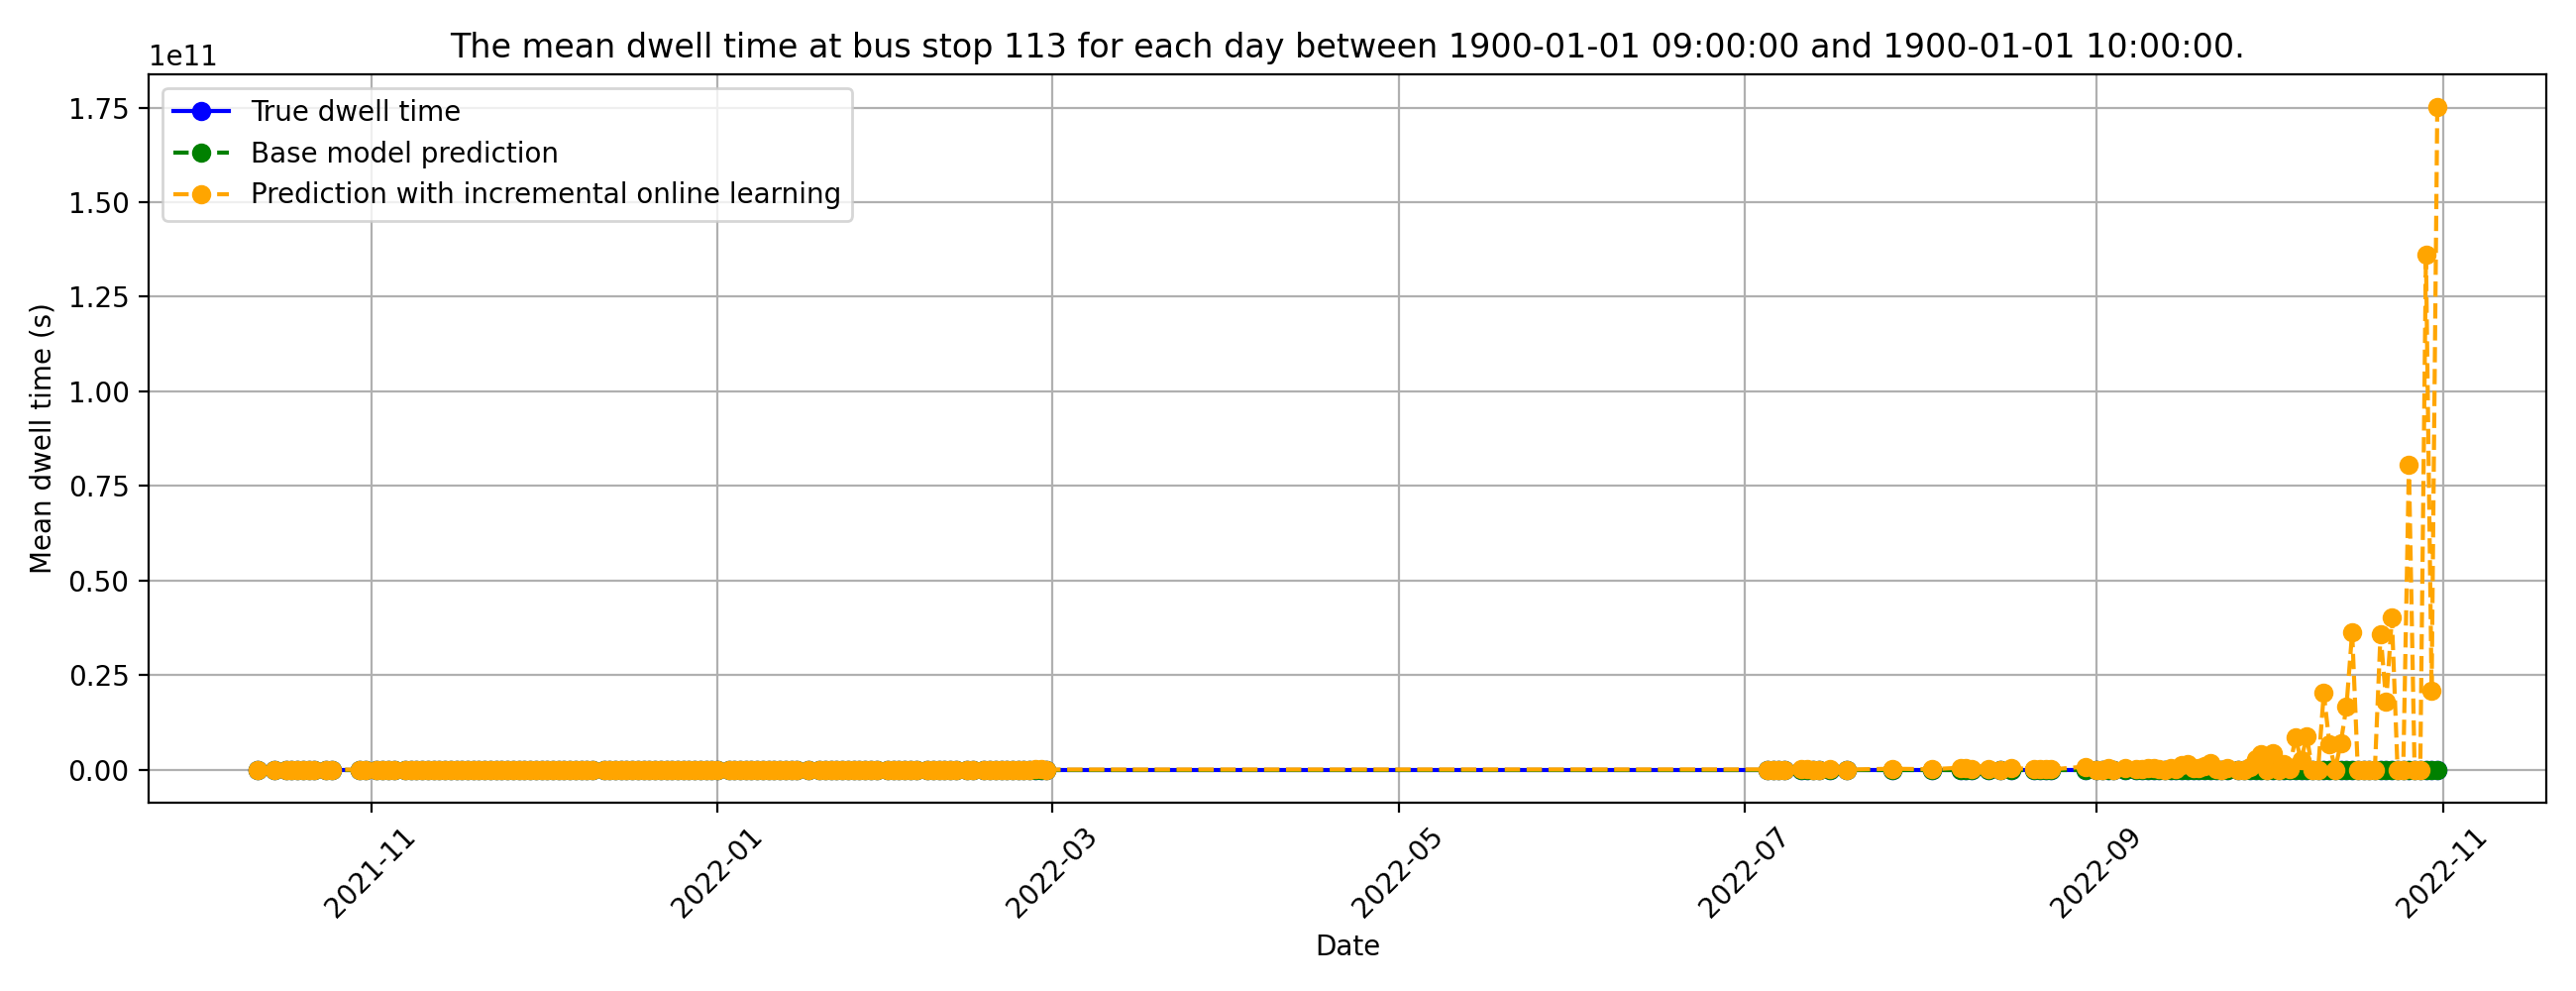 The mean dwell time at bus stop 113 for each day between 1900-01-01 09:00:00 and 1900-01-01 10:00:00.
1e11
True dwell time
Base model prediction
Prediction with incremental online learning
1.75
1.50
1.25
1.00
0.75
0.50
0.25
0.00
Mean dwell time (s)
2021-11
2022-01
2022-03
2022-05
2022-07
2022-09
2022-11
Date